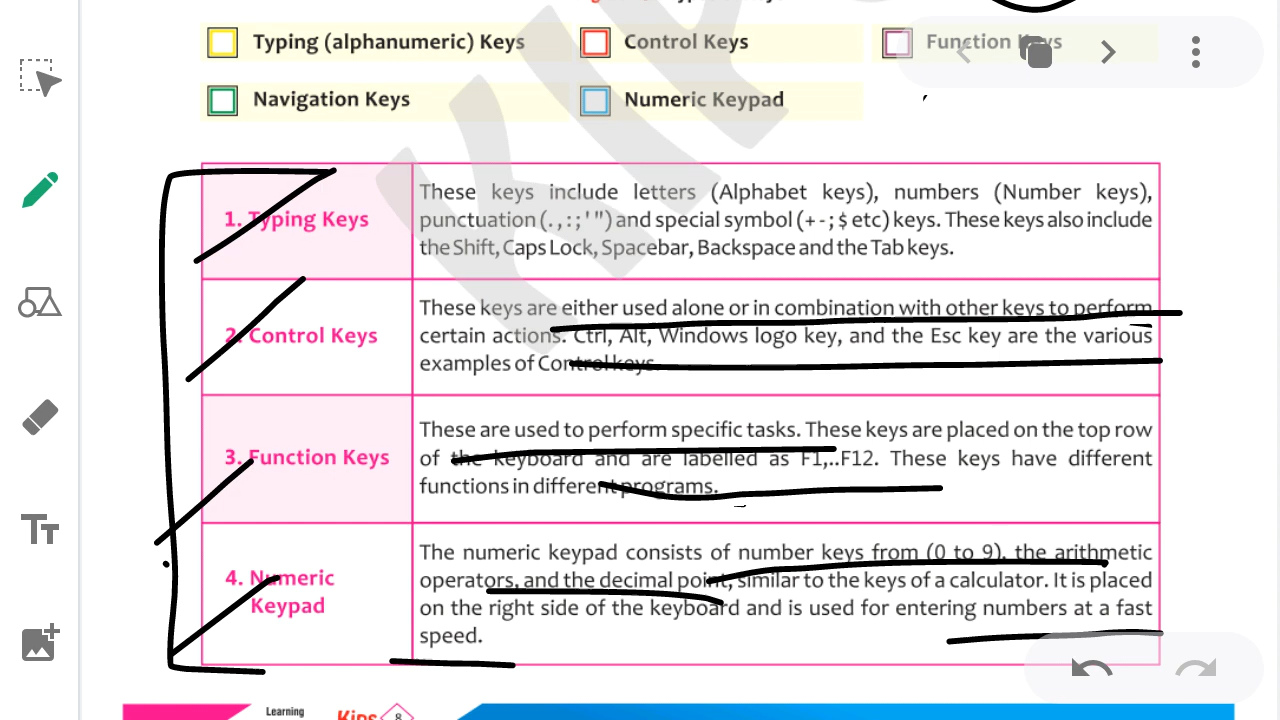 Typing (alphanumeric) Keys Control Keys Function Keys
Navigation Keys Numeric Keypad
1. Typing Keys
These keys include letters (Alphabet keys), numbers (Number keys),
punctuation (.,:;'") and special symbol (+-;$ etc) keys. These keys also include
the Shift, Caps Lock, Spacebar, Backspace and the Tab keys.
2. Control Keys
These keys are either used alone or in combination with other keys to perform
certain actions. Ctrl, Alt, Windows logo key, and the Esc key are the various
examples of Control keys.
3. Function Keys
These are used to perform specific tasks. These keys are placed on the top row
of the keyboard and are labelled as F1,..F12. These keys have different
functions in different programs.
4. Numeric
Keypad
The numeric keypad consists of number keys from (0 to 9), the arithmetic
operators, and the decimal point, similar to the keys of a calculator. It is placed
on the right side of the keyboard and is used for entering numbers at a fast
speed.
Learning
Kips 8